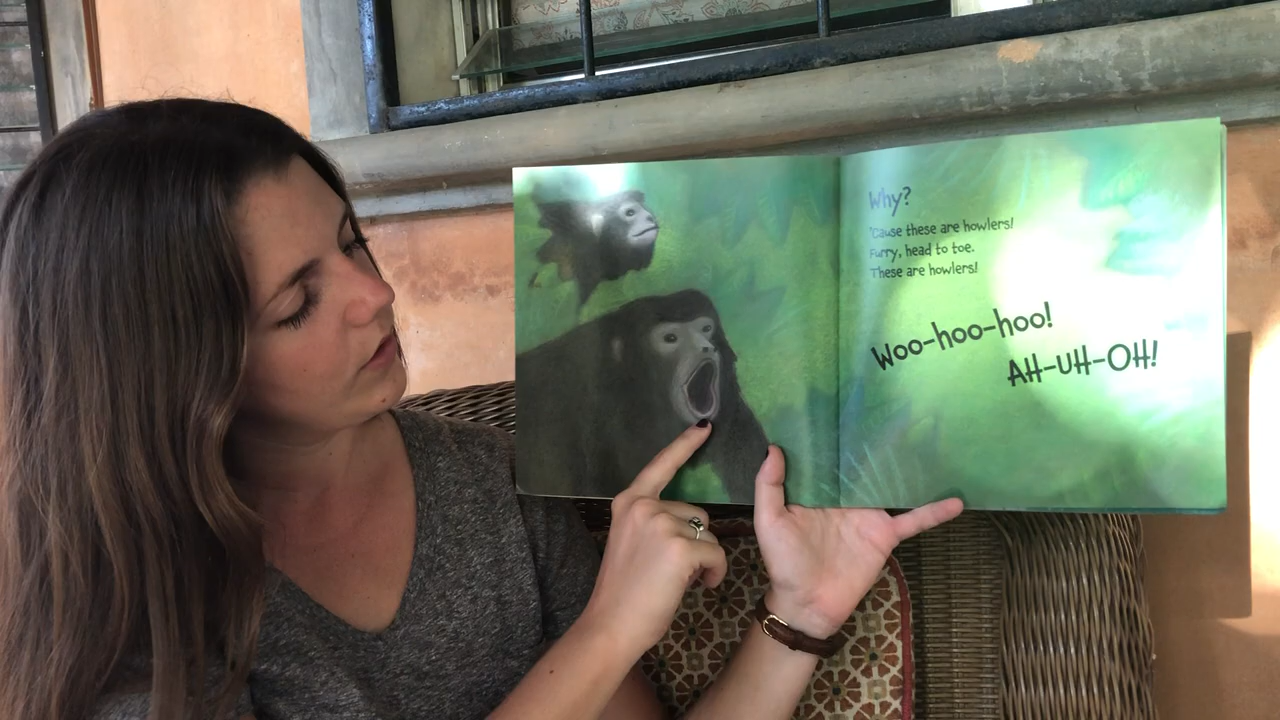 Why?
'Cause these are howlers!
Furry, head to toe.
These are howlers!
Woo-hoo-hoo!
AH-UH-OH!